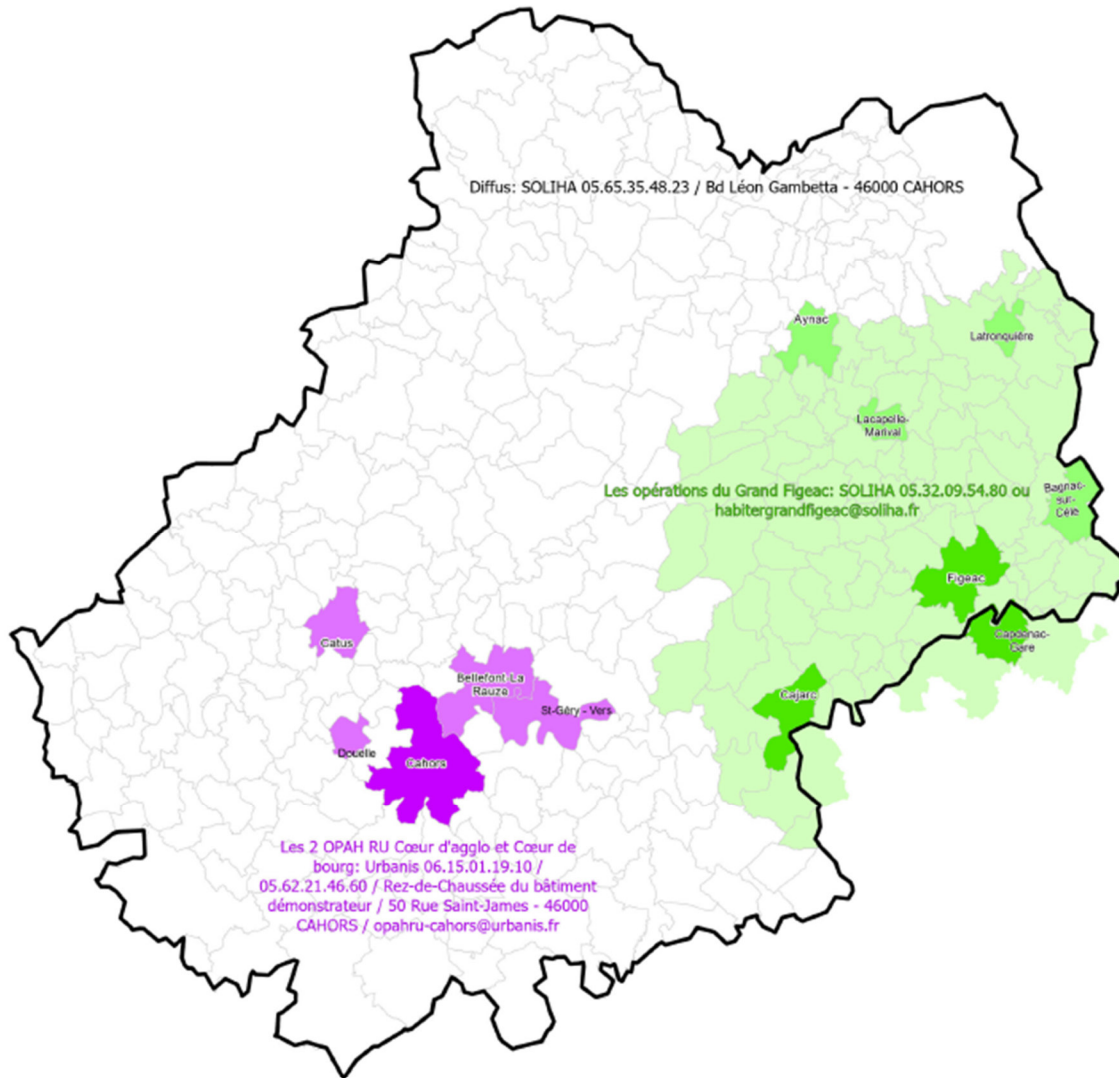 Diffus: SOLIHA 05.65.35.48.23 / Bd Léon Gambetta - 46000 CAHORS
Aynac
Latronquière
Lacapelle-
Marival
Les opérations du Grand Figeac: SOLIHA 05.32.09.54.80 ou
habitergrandfigeac@soliha.fr
Bagnac-
sur-
Célé
Figeac
Capdenac-
Gare
Catus
Bellefont La
Rauze
St-Géry - Vers
Cajarc
Douelle
Cahors
Les 2 OPAH RU Cœur d'agglo et Cœur de
bourg: Urbanis 06.15.01.19.10 /
05.62.21.46.60 / Rez-de-Chaussée du bâtiment
démonstrateur / 50 Rue Saint-James - 46000
CAHORS / opahru-cahors@urbanis.fr